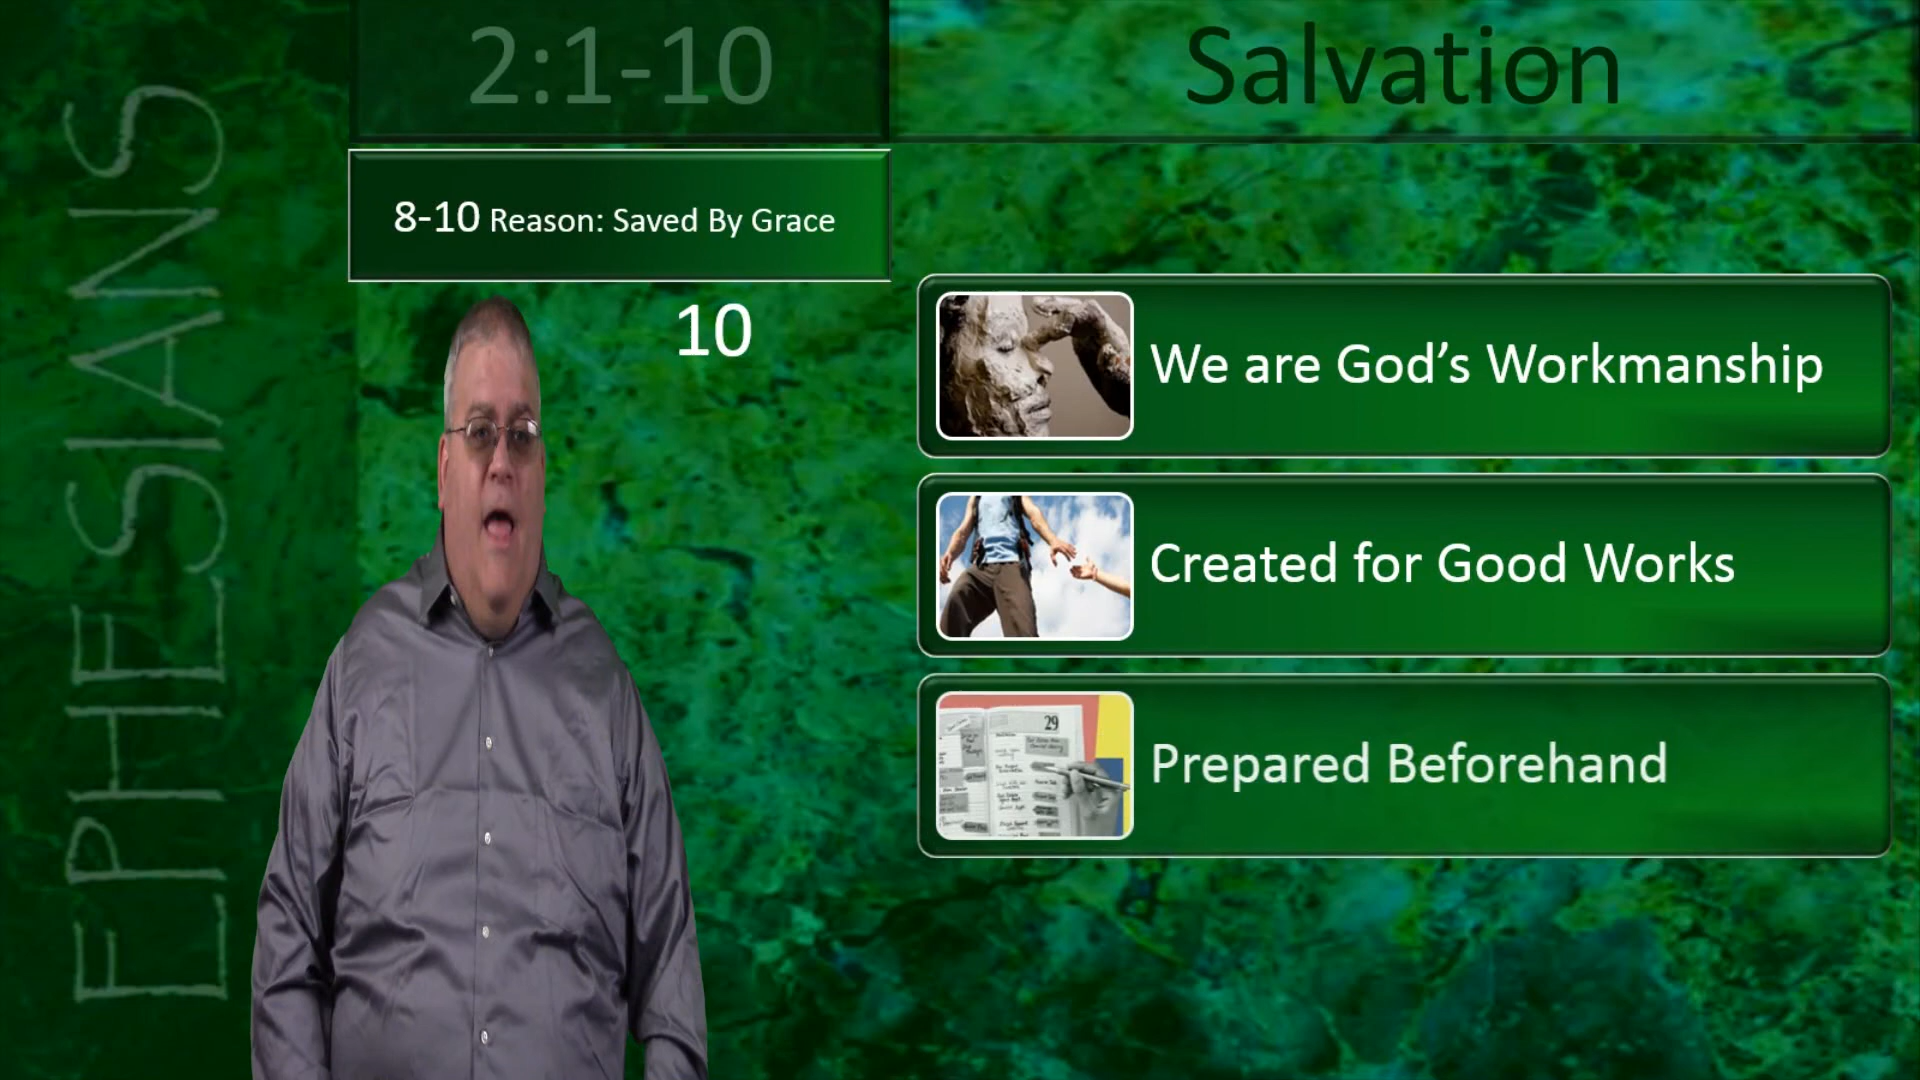 EPHESIANS
2:1-10
Salvation
8-10 Reason: Saved By Grace
10
We are God’s Workmanship
Created for Good Works
29
Prepared Beforehand